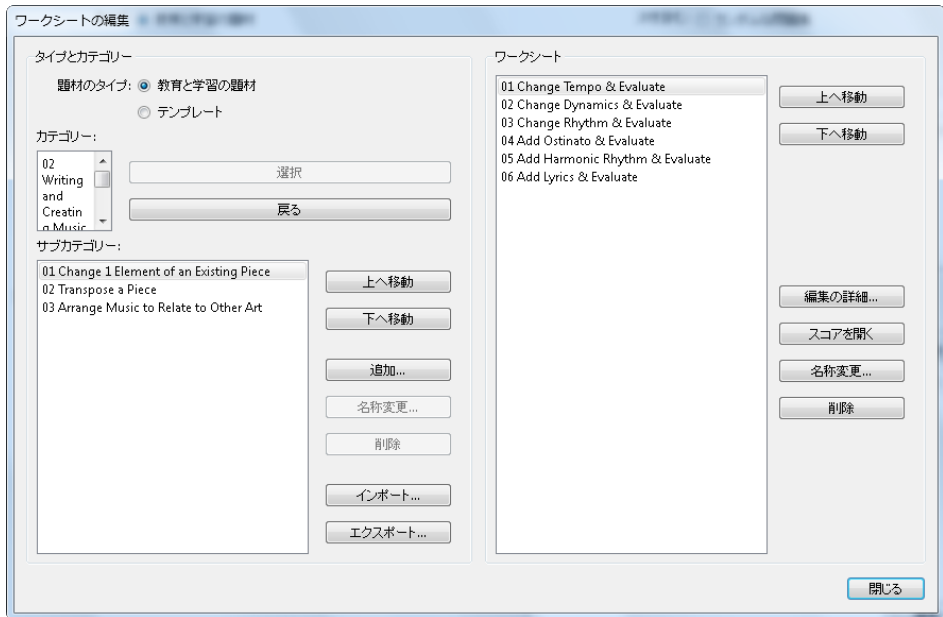 ワークシートの編集
タイプとカテゴリー
題材のタイプ: 教育と学習の題材
テンプレート
カテゴリー:
02
Writing
and
Creatin
g Music
選択
戻る
サブカテゴリー:
01 Change 1 Element of an Existing Piece
02 Transpose a Piece
03 Arrange Music to Relate to Other Art
上へ移動
下へ移動
追加...
名称変更...
削除
インポート...
エクスポート...
ワークシート
01 Change Tempo & Evaluate
02 Change Dynamics & Evaluate
03 Change Rhythm & Evaluate
04 Add Ostinato & Evaluate
05 Add Harmonic Rhythm & Evaluate
06 Add Lyrics & Evaluate
上へ移動
下へ移動
編集の詳細...
スコアを開く
名称変更...
削除
閉じる